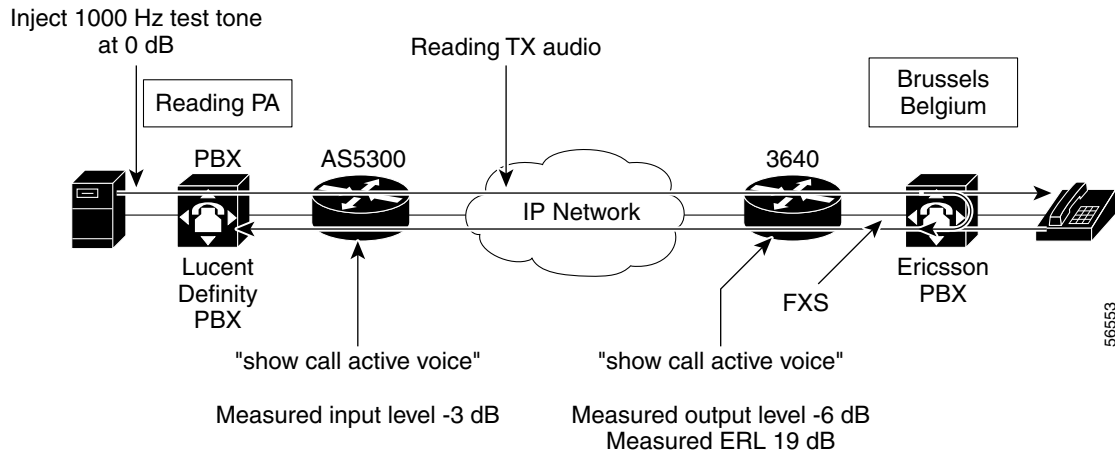 Inject 1000 Hz test tone
at 0 dB
Reading TX audio
Reading PA
Brussels
Belgium
PBX
AS5300
3640
IP Network
Lucent
Definity
PBX
FXS
Ericsson
PBX
"show call active voice"
"show call active voice"
Measured input level -3 dB
Measured output level -6 dB
Measured ERL 19 dB
56553